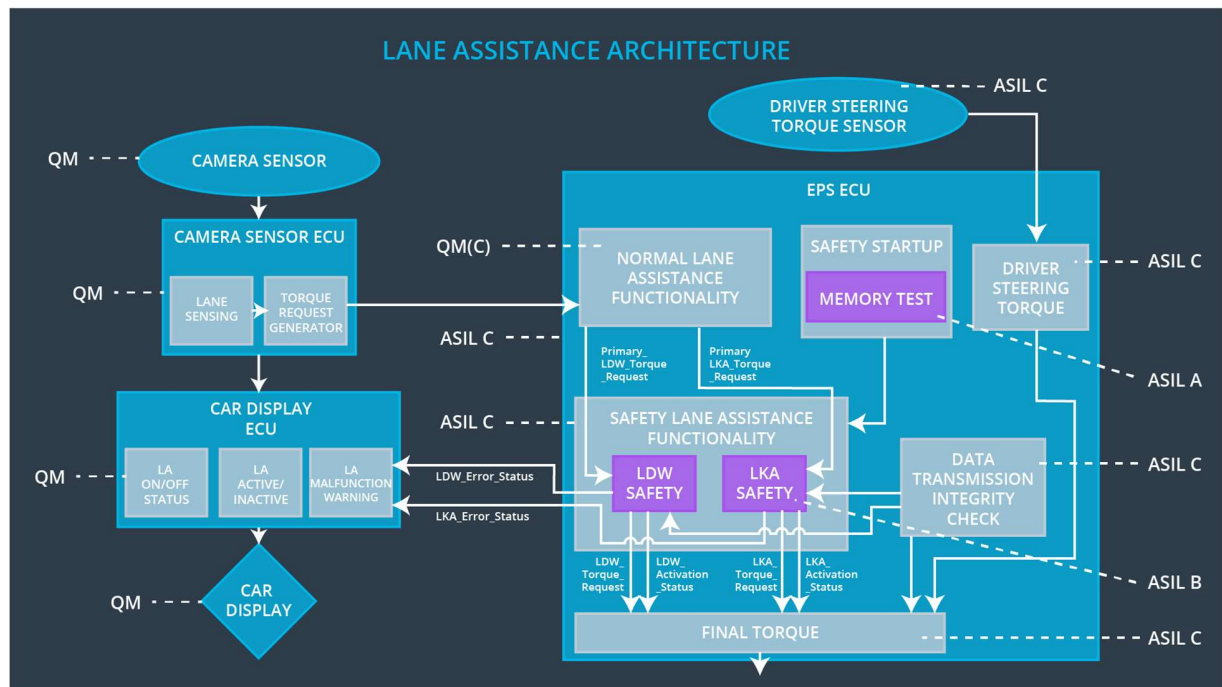 LANE ASSISTANCE ARCHITECTURE
ASIL C
DRIVER STEERING
TORQUE SENSOR
QM
CAMERA SENSOR
EPS ECU
CAMERA SENSOR ECU
QM
LANE
SENSING
TORQUE
REQUEST
GENERATOR
QM(C)
NORMAL LANE
ASSISTANCE
FUNCTIONALITY
SAFETY STARTUP
MEMORY TEST
DRIVER
STEERING
TORQUE
ASIL C
ASIL C
ASIL A
Primary_
LDW_Torque
_Request
Primary
LKA_Torque
_Request
CAR DISPLAY
ECU
QM
LA
ON/OFF
STATUS
LA
ACTIVE/
INACTIVE
LA
MALFUNCTION
WARNING
LDW_Error_Status
LKA_Error_Status
ASIL C
SAFETY LANE ASSISTANCE
FUNCTIONALITY
LDW
SAFETY
LKA
SAFETY
DATA
TRANSMISSION
INTEGRITY
CHECK
ASIL C
LDW_
Torque_
Request
LDW_
Activation
_Status
LKA_
Torque_
Request
LKA_
Activation
_Status
ASIL B
QM
CAR
DISPLAY
FINAL TORQUE
ASIL C